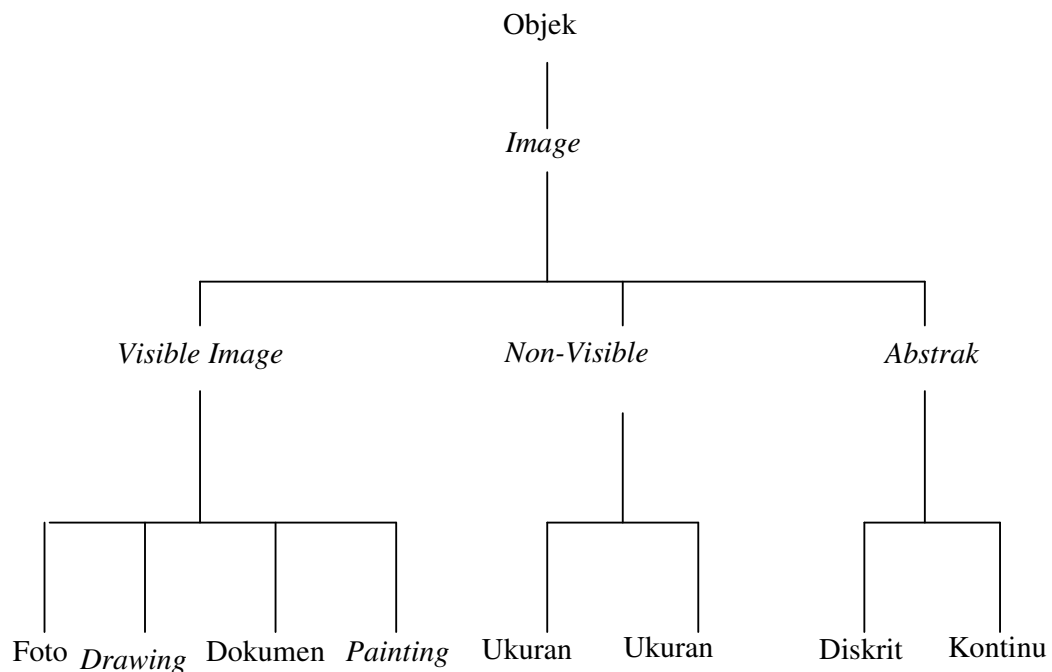 Objek
Image
Visible Image Non-Visible Abstrak
Foto Drawing Dokumen Painting Ukuran Ukuran Diskrit Kontinu